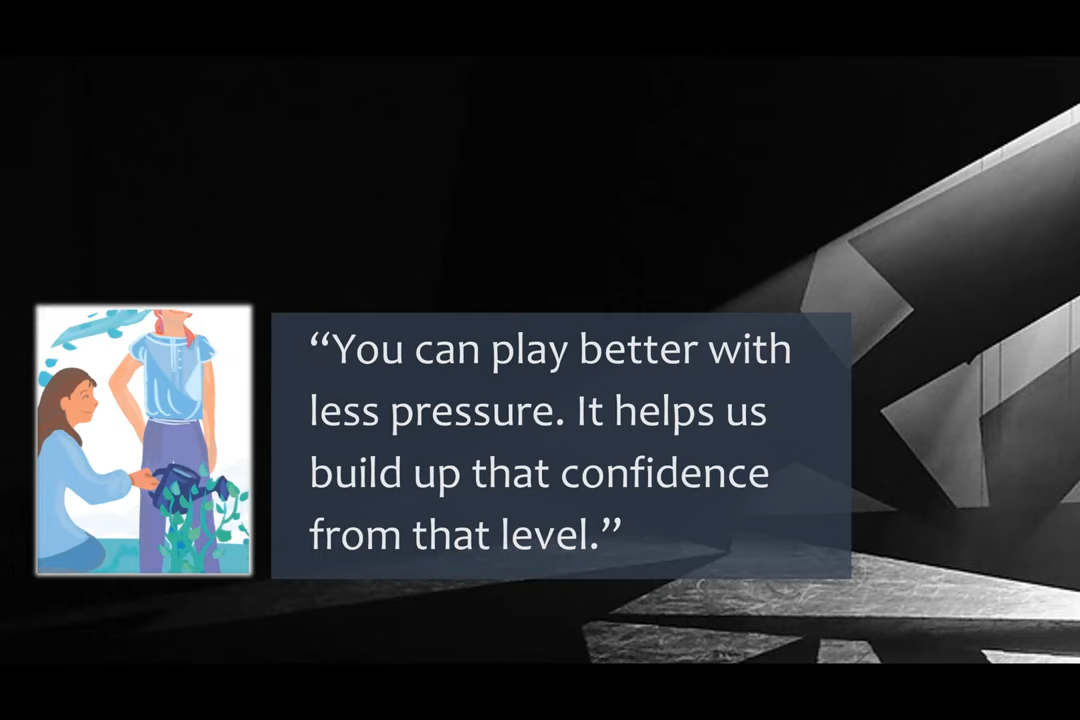 “You can play better with
less pressure. It helps us
build up that confidence
from that level.”